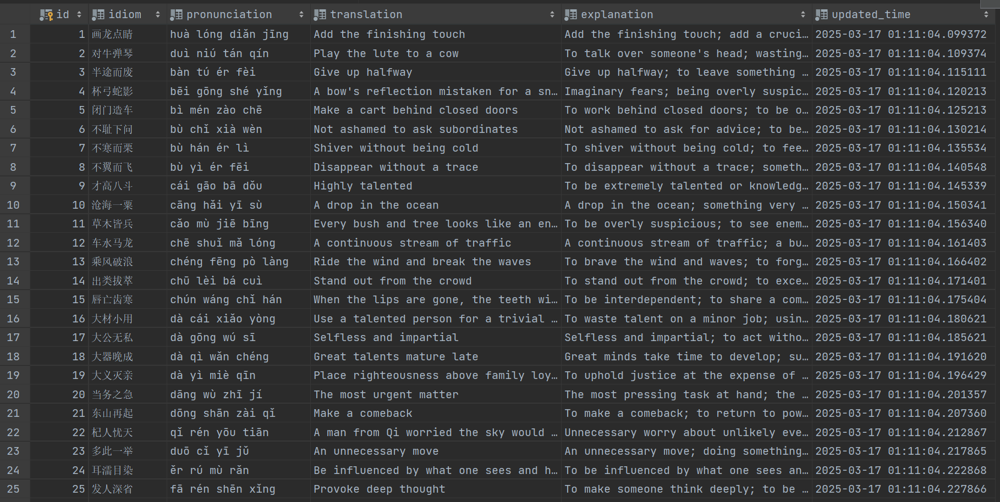 id idiom pronunciation translation explanation updated_time
1 1 画龙点睛 huà lóng diǎn jīng Add the finishing touch Add the finishing touch; add a cruci… 2025-03-17 01:11:04.099372
2 2 对牛弹琴 duì niú tán qín Play the lute to a cow To talk over someone's head; wasting… 2025-03-17 01:11:04.109374
3 3 半途而废 bàn tú ér fèi Give up halfway Give up halfway; to leave something … 2025-03-17 01:11:04.115111
4 4 杯弓蛇影 bēi gōng shé yǐng A bow's reflection mistaken for a sn… Imaginary fears; being overly suspic… 2025-03-17 01:11:04.120213
5 5 闭门造车 bì mén zào chē Make a cart behind closed doors To work behind closed doors; to be o… 2025-03-17 01:11:04.125213
6 6 不耻下问 bù chǐ xià wèn Not ashamed to ask subordinates Not ashamed to ask for advice; to be… 2025-03-17 01:11:04.130214
7 7 不寒而栗 bù hán ér lì Shiver without being cold To shiver without being cold; to fee… 2025-03-17 01:11:04.135534
8 8 不翼而飞 bù yì ér fēi Disappear without a trace To disappear without a trace; someth… 2025-03-17 01:11:04.140548
9 9 才高八斗 cái gāo bā dǒu Highly talented To be extremely talented or knowledg… 2025-03-17 01:11:04.145339
10 10 沧海一粟 cāng hǎi yī sù A drop in the ocean A drop in the ocean; something very … 2025-03-17 01:11:04.150341
11 11 草木皆兵 cǎo mù jiē bīng Every bush and tree looks like an en… To be overly suspicious; to see enem… 2025-03-17 01:11:04.156340
12 12 车水马龙 chē shuǐ mǎ lóng A continuous stream of traffic A continuous stream of traffic; a bu… 2025-03-17 01:11:04.161403
13 13 乘风破浪 chéng fēng pò làng Ride the wind and break the waves To brave the wind and waves; to forg… 2025-03-17 01:11:04.166402
14 14 出类拔萃 chū lèi bá cuì Stand out from the crowd To stand out from the crowd; to exce… 2025-03-17 01:11:04.171401
15 15 唇亡齿寒 chún wáng chǐ hán When the lips are gone, the teeth wi… To be interdependent; to share a com… 2025-03-17 01:11:04.175404
16 16 大材小用 dà cái xiǎo yòng Use a talented person for a trivial … To waste talent on a minor job; usin… 2025-03-17 01:11:04.180621
17 17 大公无私 dà gōng wú sī Selfless and impartial Selfless and impartial; to act witho… 2025-03-17 01:11:04.185621
18 18 大器晚成 dà qì wǎn chéng Great talents mature late Great minds take time to develop; su… 2025-03-17 01:11:04.191620
19 19 大义灭亲 dà yì miè qīn Place righteousness above family loy… To uphold justice at the expense of … 2025-03-17 01:11:04.196429
20 20 当务之急 dāng wù zhī jí The most urgent matter The most pressing task at hand; the … 2025-03-17 01:11:04.201357
21 21 东山再起 dōng shān zài qǐ Make a comeback To make a comeback; to return to pow… 2025-03-17 01:11:04.207360
22 22 杞人忧天 qǐ rén yōu tiān A man from Qi worried the sky would … Unnecessary worry about unlikely eve… 2025-03-17 01:11:04.212867
23 23 多此一举 duō cǐ yī jǔ An unnecessary move An unnecessary move; doing something… 2025-03-17 01:11:04.217865
24 24 耳濡目染 ěr rú mù rǎn Be influenced by what one sees and h… To be influenced by what one sees an… 2025-03-17 01:11:04.222868
25 25 发人深省 fā rén shēn xǐng Provoke deep thought To make someone think deeply; to be … 2025-03-17 01:11:04.227866